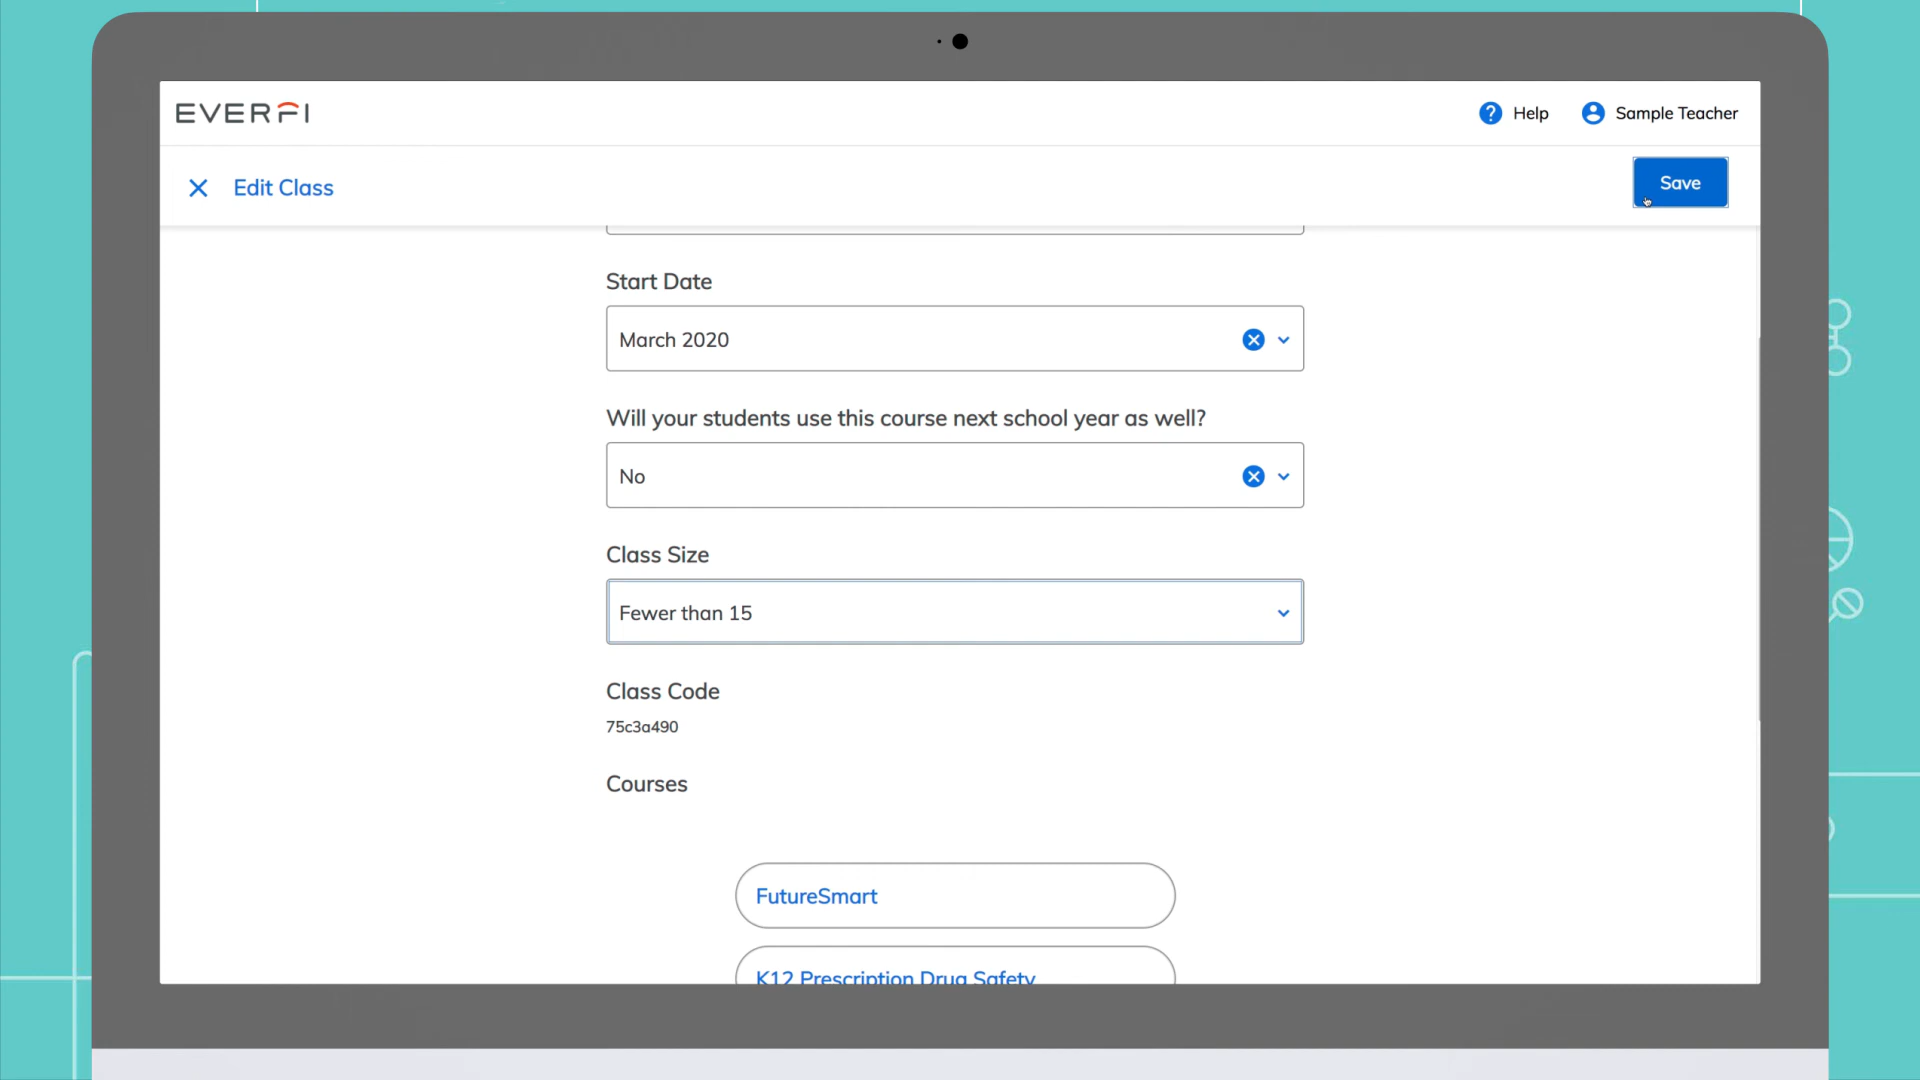 EVERFI
? Help
Sample Teacher
Edit Class
Save
Start Date
March 2020
Will your students use this course next school year as well?
No
Class Size
Fewer than 15
Class Code
75c3a490
Courses
FutureSmart
K12 Prescription Drug Safety